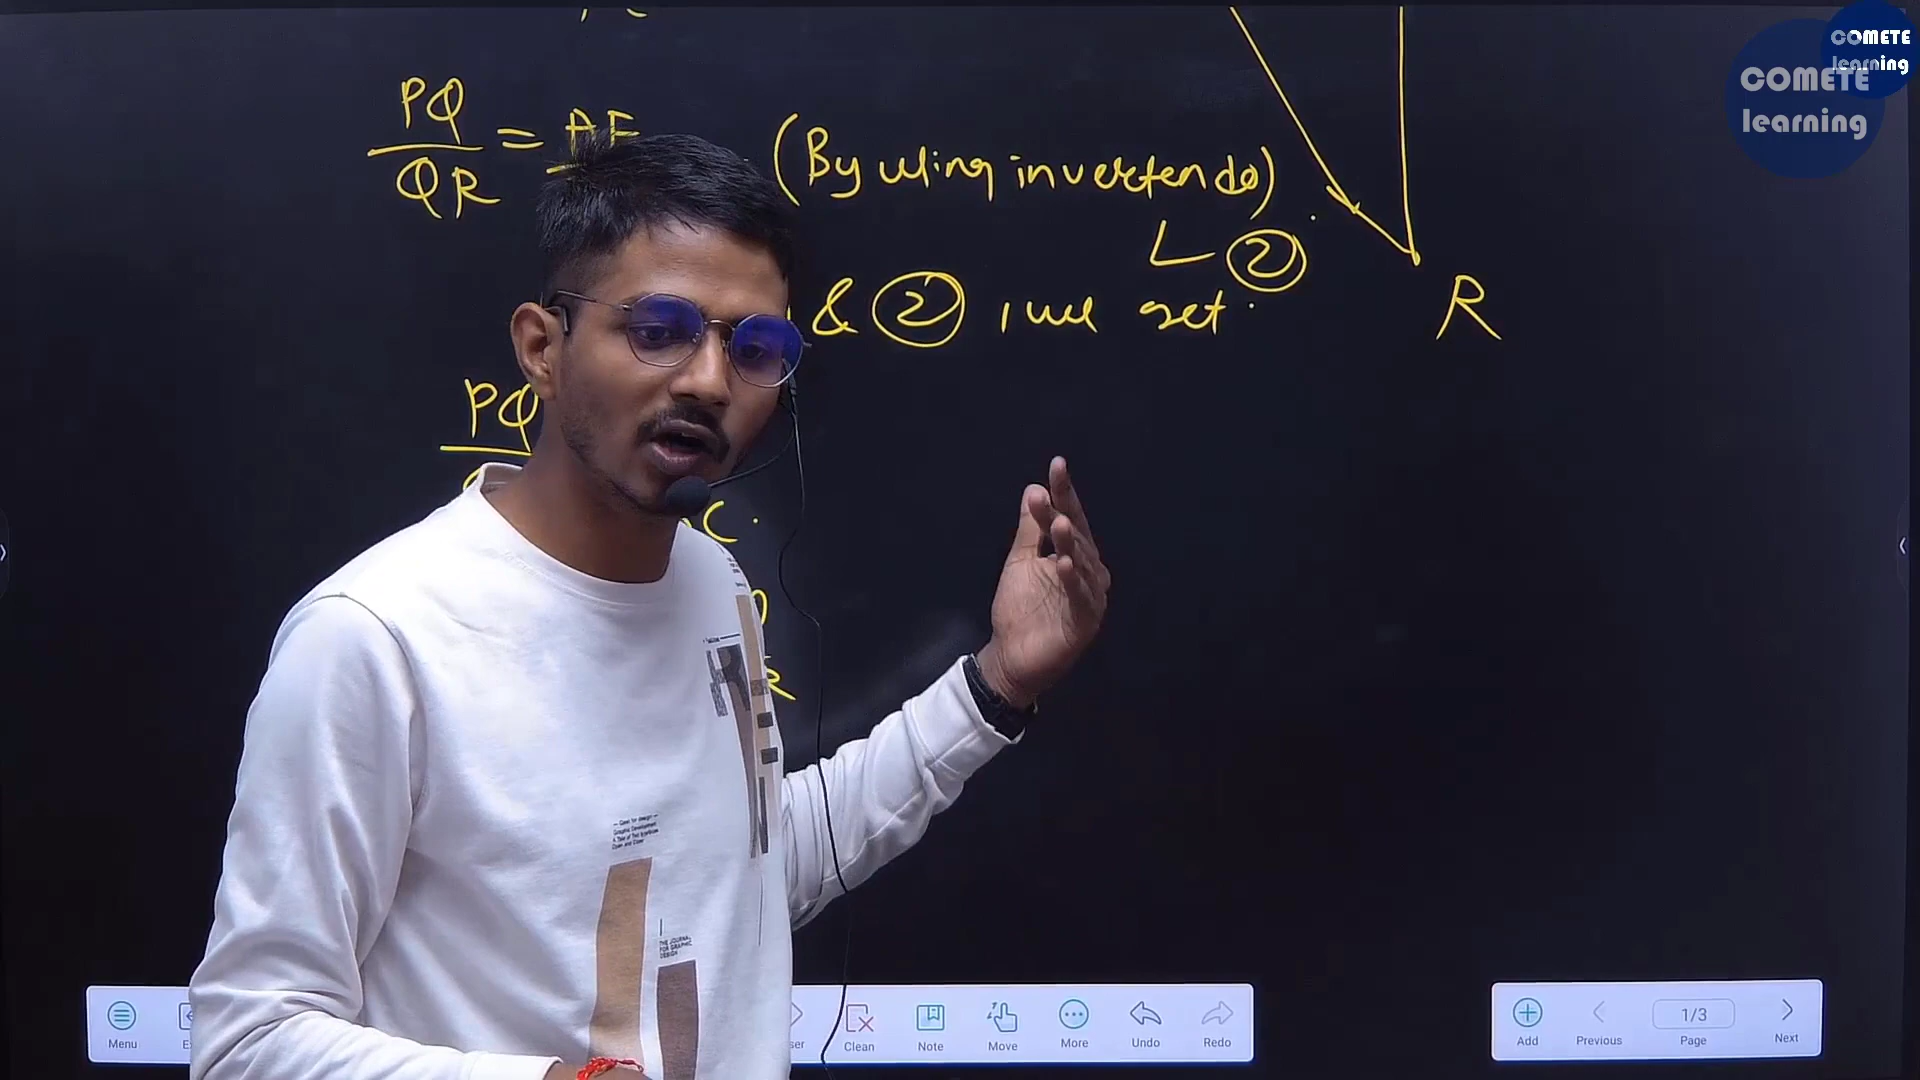 COMETE
learning
COMETE
learning
PQ
QR
=
(By using invertendo)
L ②
& ② , we get.
R
PQ
C.
R
Menu
Clean
Note
Move
More
Undo
Redo
Add
Previous
1/3
Page
Next